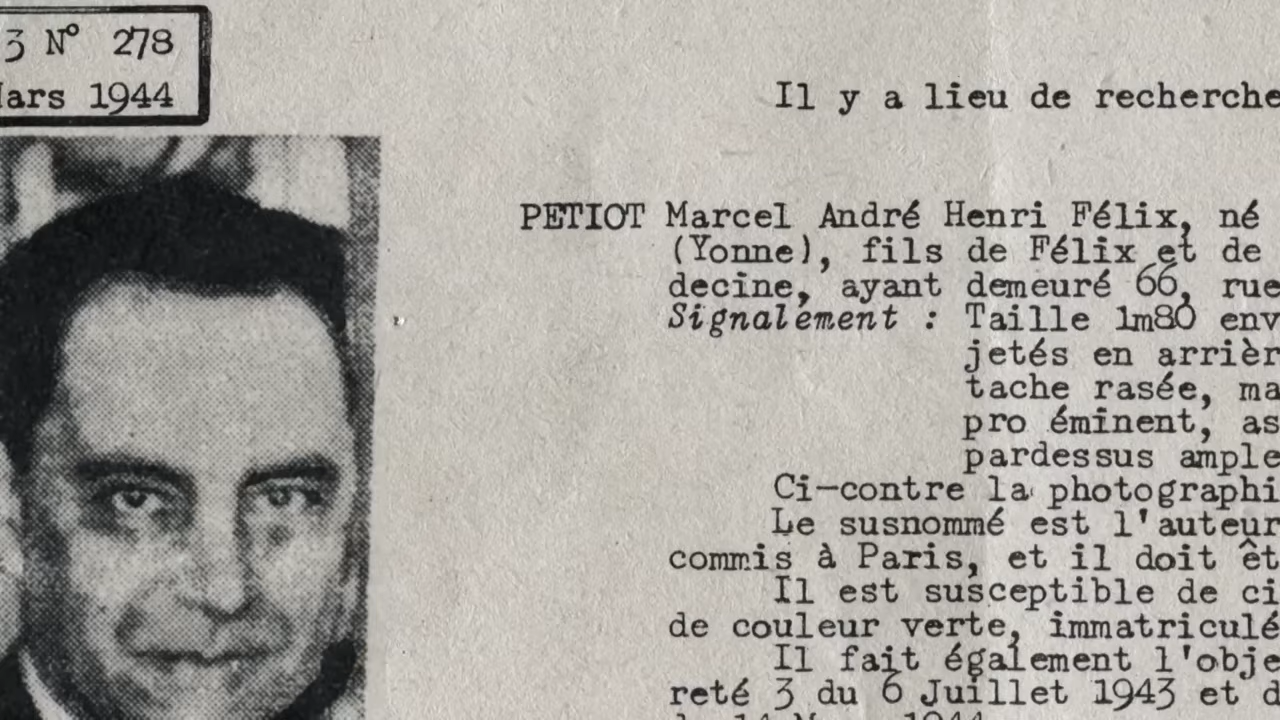 3 N° 278
Mars 1944
Il y a lieu de recherche
PETIOT Marcel André Henri Félix, né
(Yonne), fils de Félix et de
decine, ayant demeuré 66, rue
Signalement : Taille 1m80 env
jetés en arrièr
tache rasée, ma
pro éminent, as
pardessus ample
Ci-contre la photographi
Le susnommé est l'auteur
commis à Paris, et il doit êt
Il est susceptible de ci
de couleur verte, immatriculé
Il fait également l'obje
reté 3 du 6 Juillet 1943 et d
1944